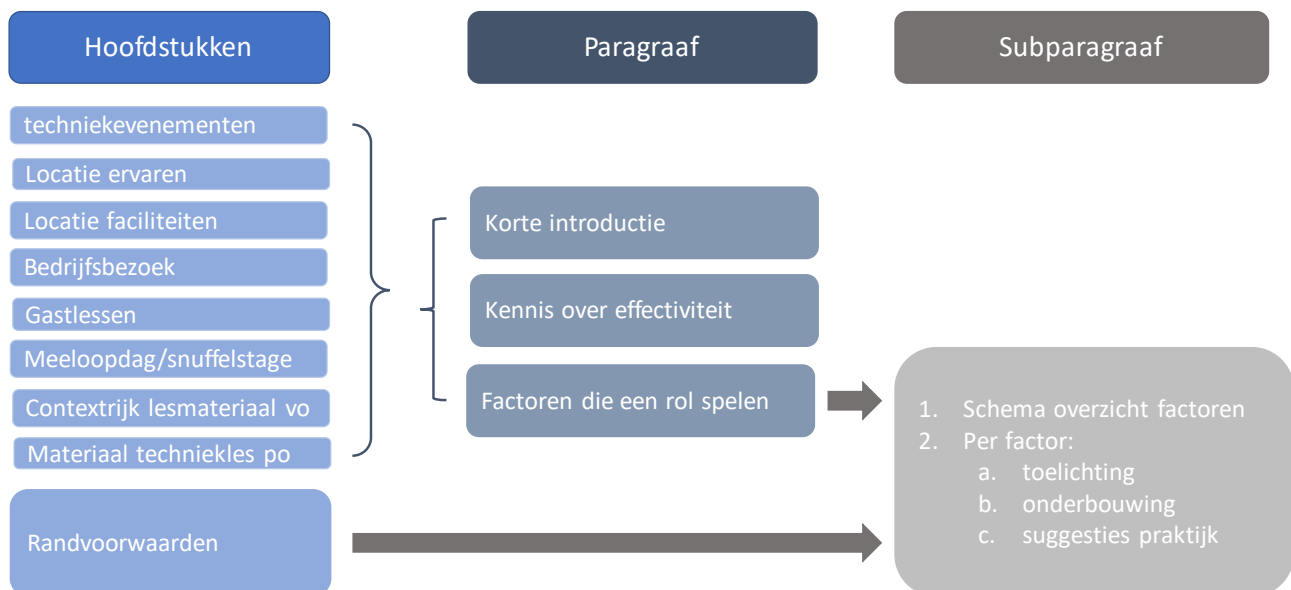 Hoofdstukken
Paragraaf
Subparagraaf
techniekevenementen
Locatie ervaren
Locatie faciliteiten
Bedrijfsbezoek
Gastlessen
Meeloopdag/snuffelstage
Contextrijk lesmateriaal vo
Materiaal techniekles po
Randvoorwaarden
Korte introductie
Kennis over effectiviteit
Factoren die een rol spelen
1. Schema overzicht factoren
2. Per factor:
a. toelichting
b. onderbouwing
c. suggesties praktijk